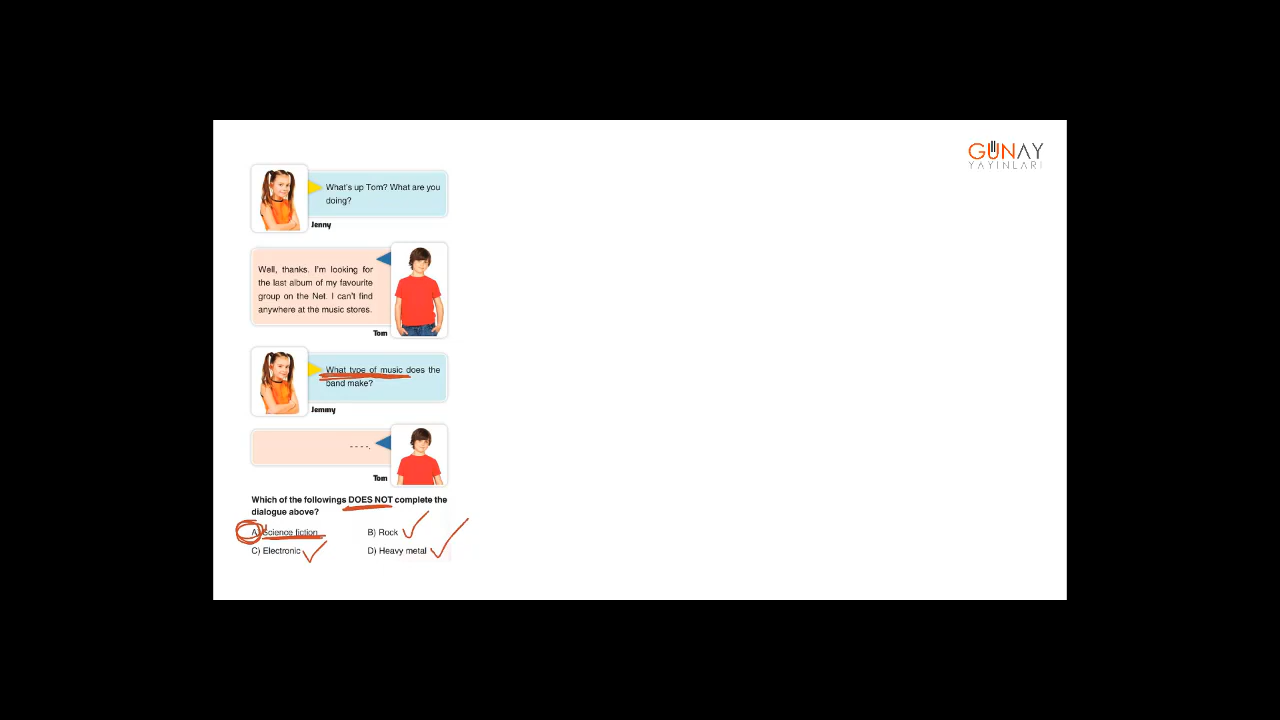 GÜNAY
YAYINLARI
What's up Tom? What are you
doing?
Jenny
Well, thanks. I'm looking for
the last album of my favourite
group on the Net. I can't find
anywhere at the music stores.
Tom
What type of music does the
band make?
Jemmy
- - - -.
Tom
Which of the followings DOES NOT complete the
dialogue above?
A) Science fiction
B) Rock
C) Electronic
D) Heavy metal